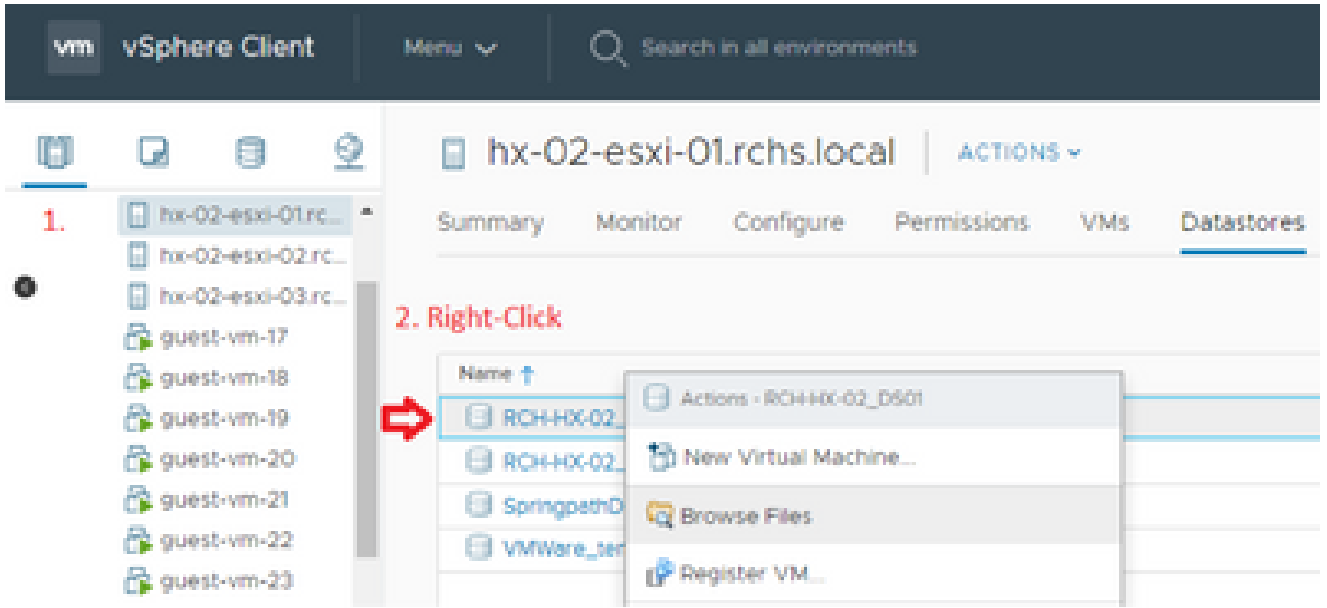 vm vSphere Client Menu Search in all environments
hx-02-esxi-01.rchs.local ACTIONS
1.
hx-02-esxi-01.rc...
hx-02-esxi-02.rc...
hx-02-esxi-03.rc...
guest-vm-17
guest-vm-18
guest-vm-19
guest-vm-20
guest-vm-21
guest-vm-22
guest-vm-23
Summary Monitor Configure Permissions VMs Datastores
2. Right-Click
Name
RCH-HX-02_
RCH-HX-02_
SpringpathD
VMWare_ter
Actions - RCH-HX-02_DS01
New Virtual Machine...
Browse Files
Register VM...